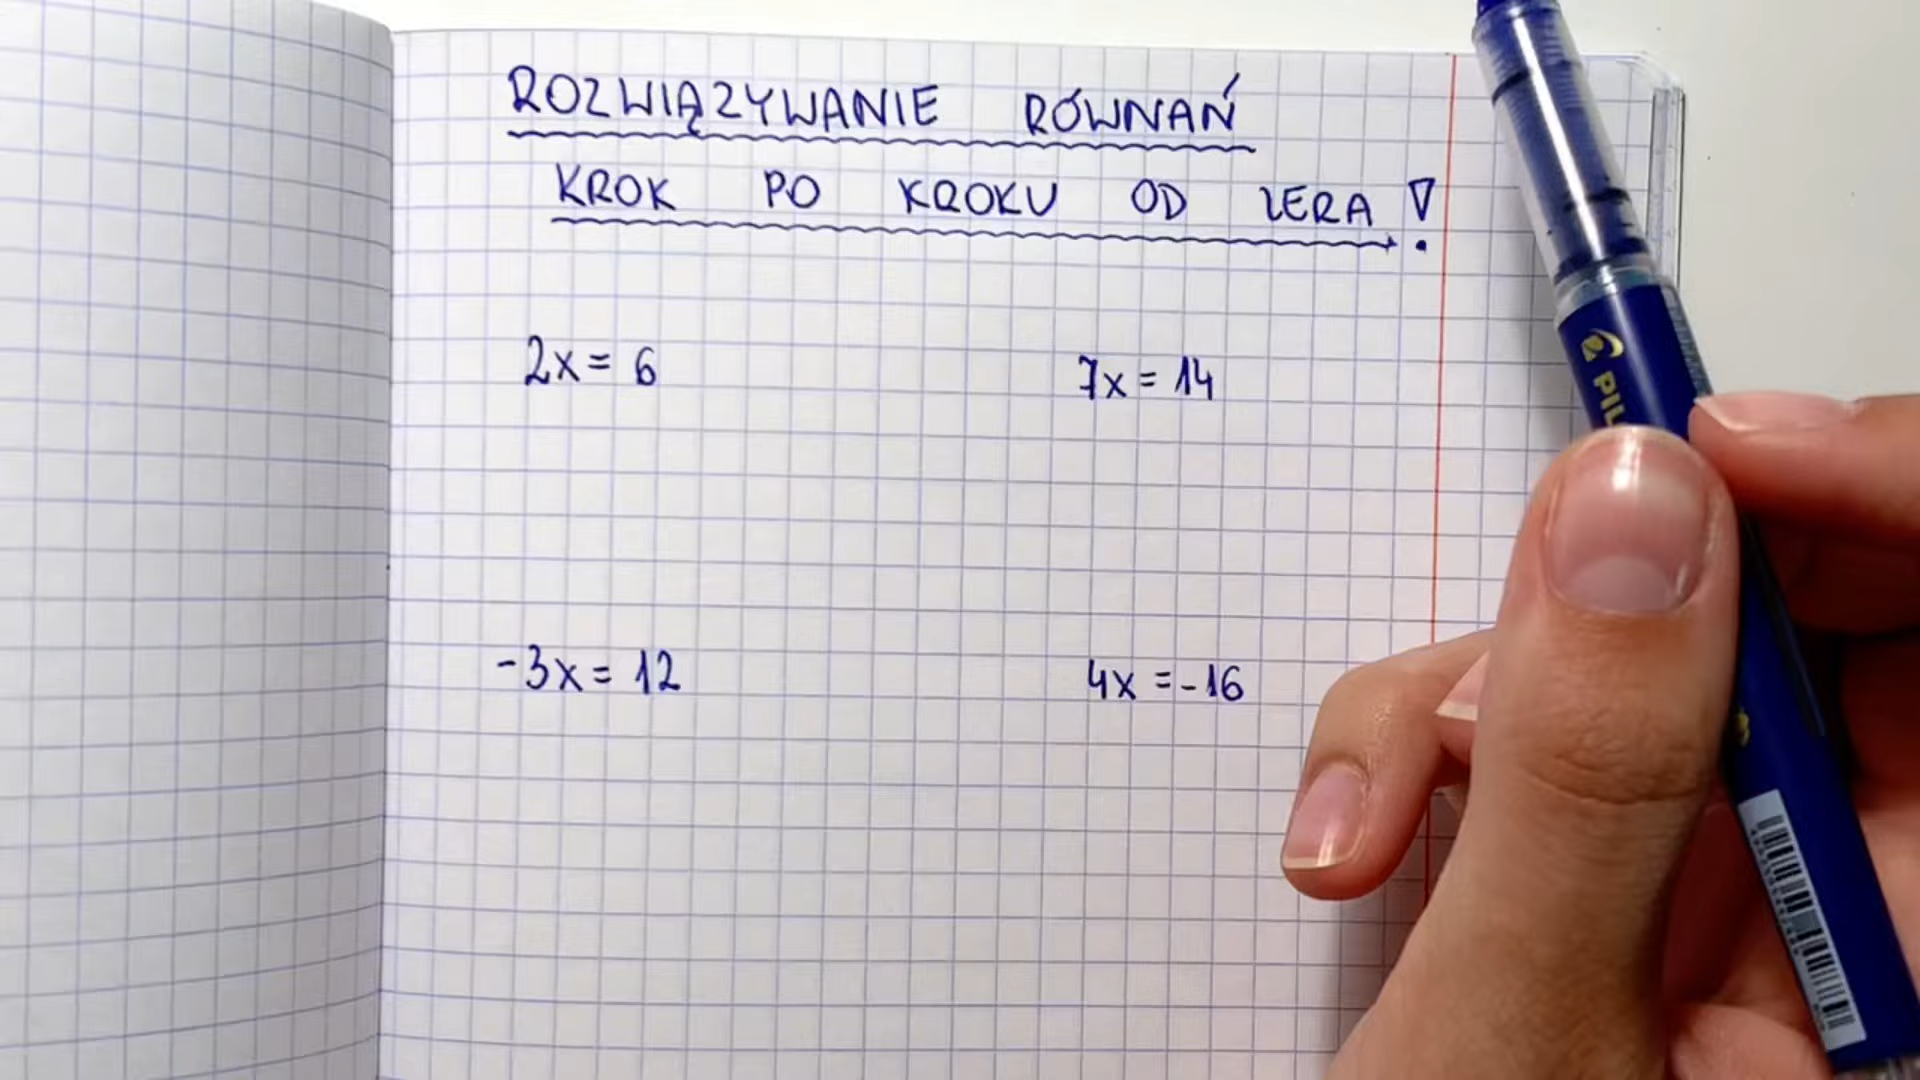 ROZWIĄZYWANIE RÓWNAŃ
KROK PO KROKU OD ZERA!
2x = 6
7x = 14
-3x = 12
4x = -16